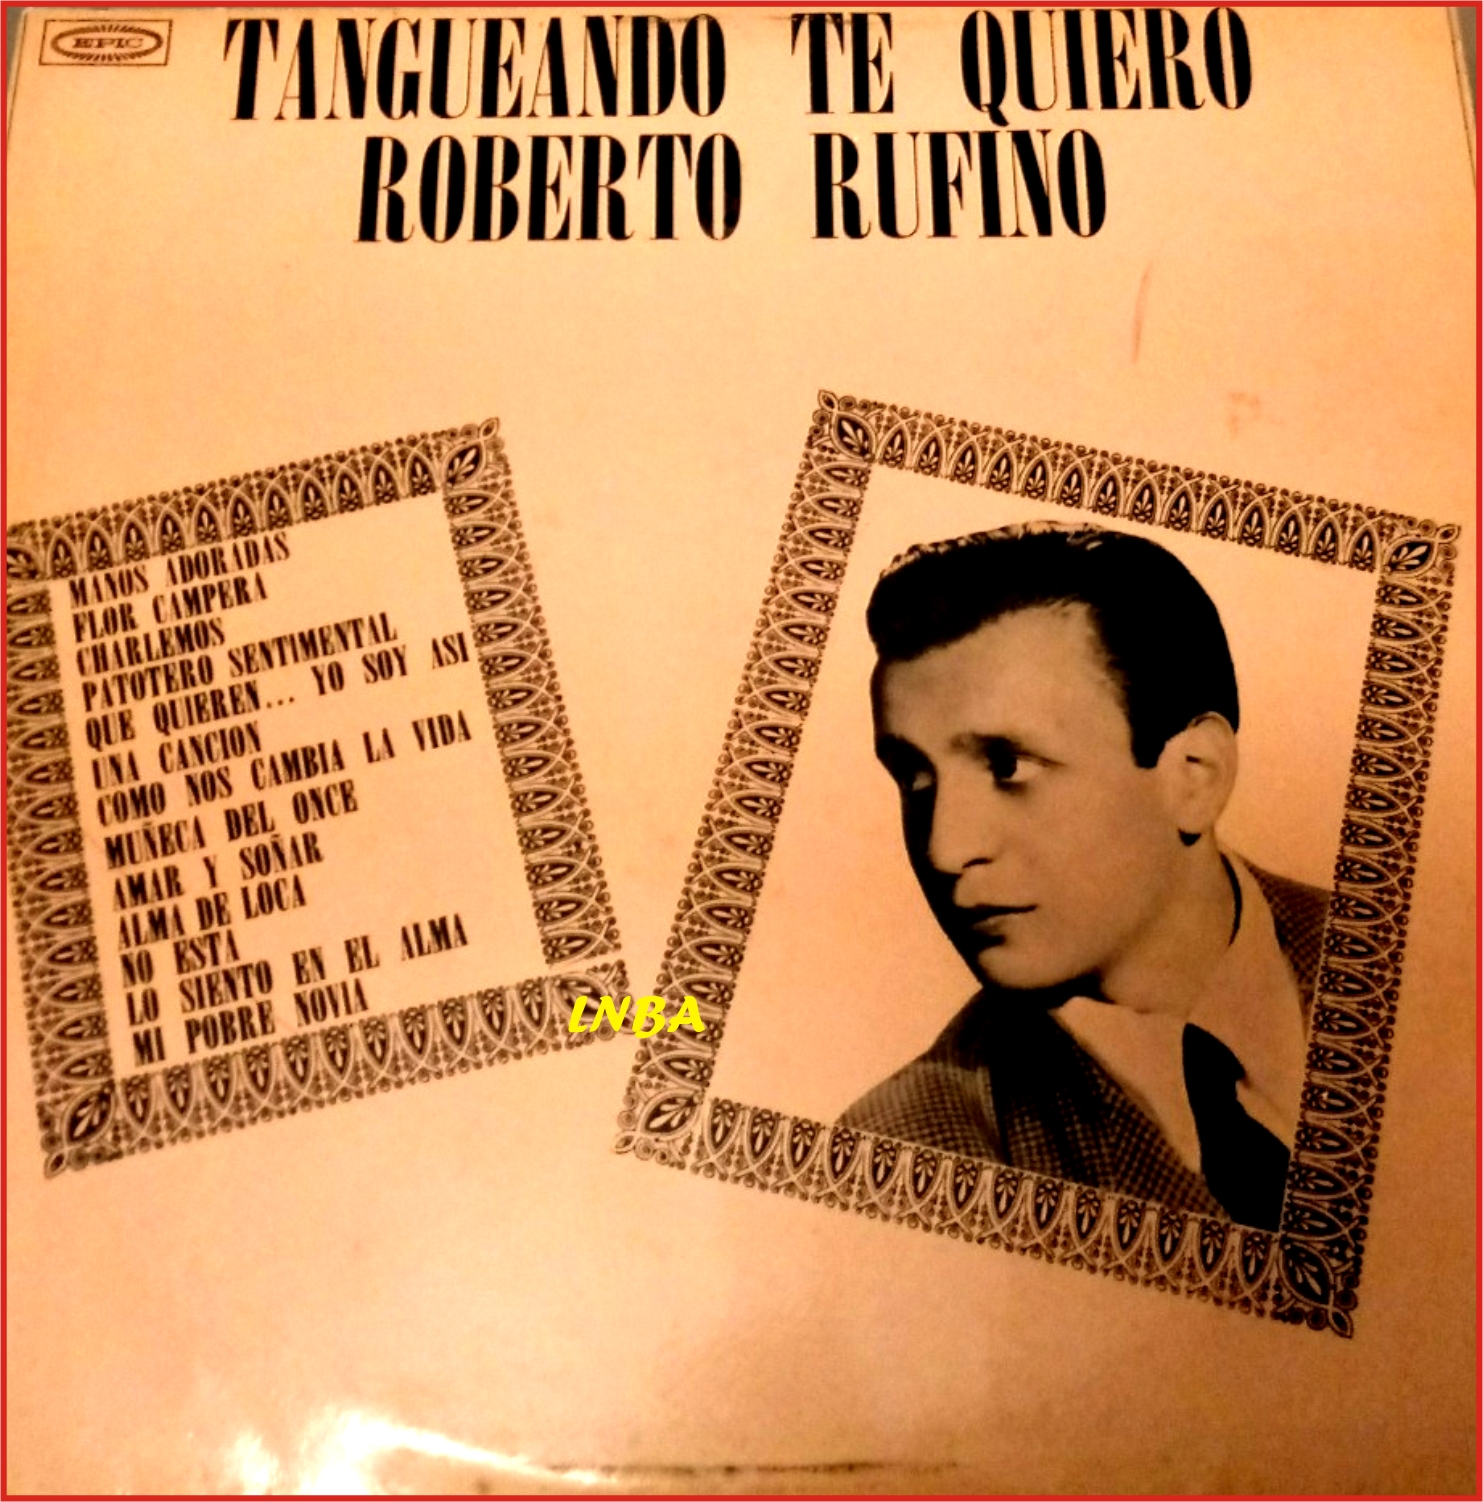 EPIC
TANGUEANDO TE QUIERO
ROBERTO RUFINO
MANOS ADORADAS
FLOR CAMPERA
CHARLEMOS
PATOTERO SENTIMENTAL
QUE QUIEREN... YO SOY ASI
UNA CANCION
COMO NOS CAMBIA LA VIDA
MUÑECA DEL ONCE
AMAR Y SOÑAR
ALMA DE LOCA
NO ESTA
LO SIENTO EN EL ALMA
MI POBRE NOVIA
LNBA